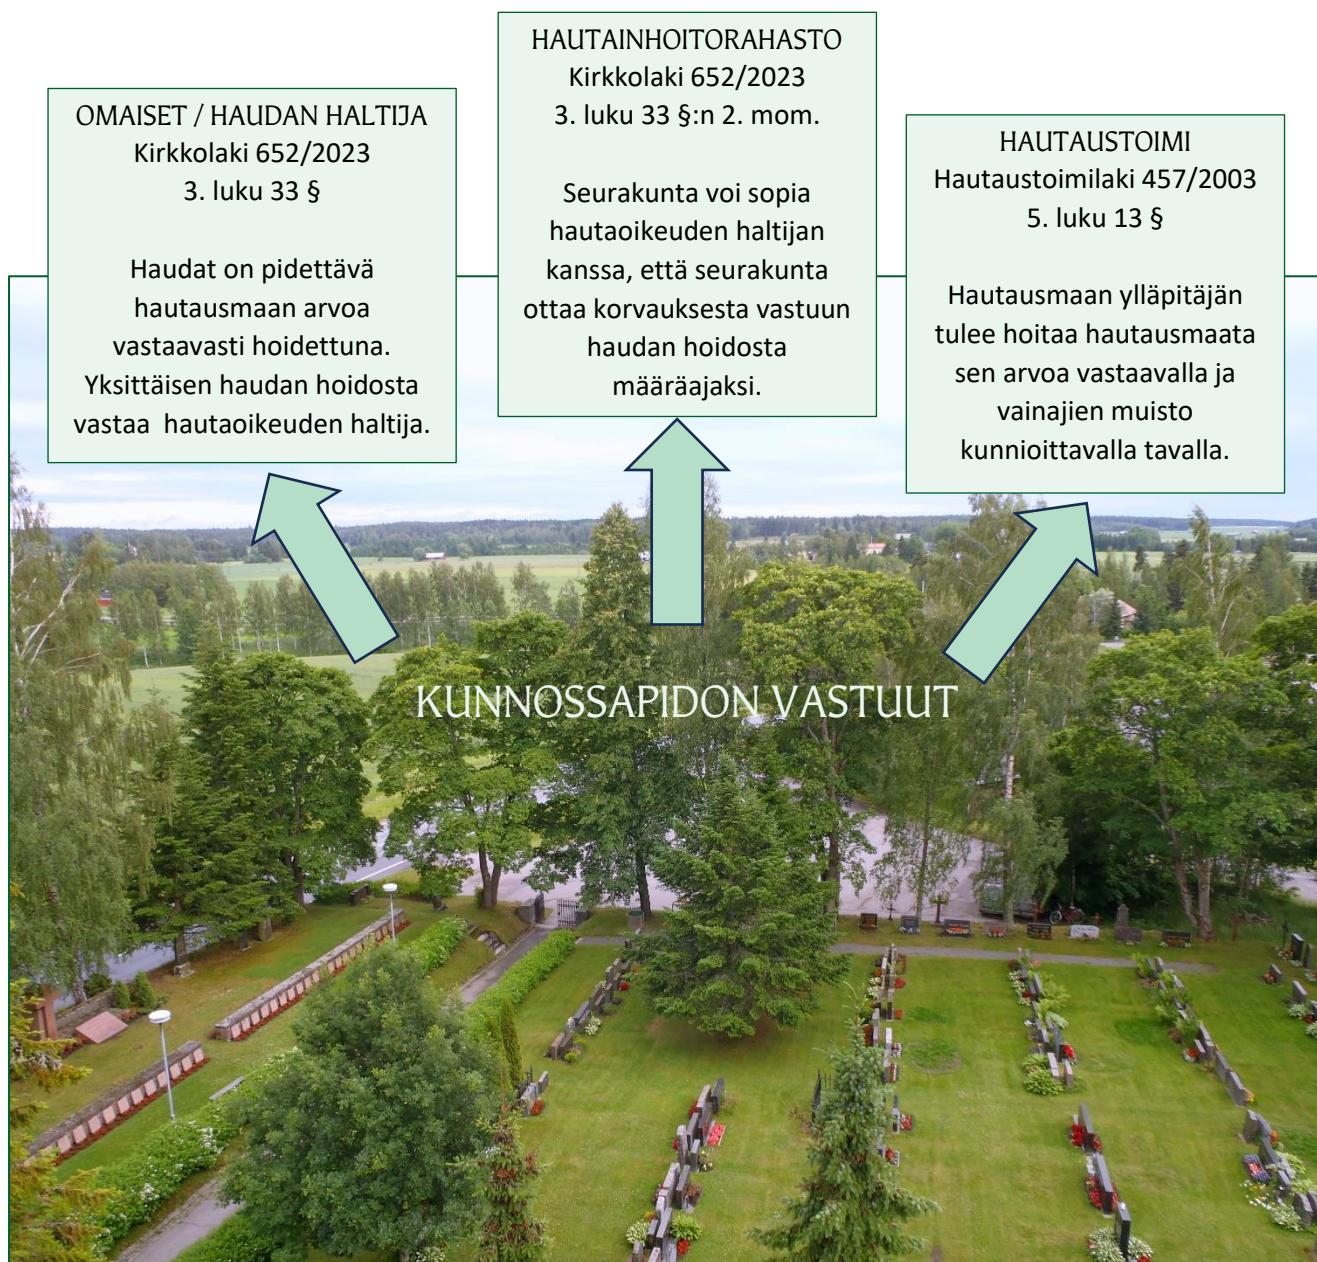 OMAISET / HAUDAN HALTIJA
Kirkkolaki 652/2023
3. luku 33 §
Haudat on pidettävä
hautausmaan arvoa
vastaavasti hoidettuna.
Yksittäisen haudan hoidosta
vastaa  hautaoikeuden haltija.
HAUTAINHOITORAHASTO
Kirkkolaki 652/2023
3. luku 33 §:n 2. mom.
Seurakunta voi sopia
hautaoikeuden haltijan
kanssa, että seurakunta
ottaa korvauksesta vastuun
haudan hoidosta
määräajaksi.
HAUTAUSTOIMI
Hautaustoimilaki 457/2003
5. luku 13 §
Hautausmaan ylläpitäjän
tulee hoitaa hautausmaata
sen arvoa vastaavalla ja
vainajien muisto
kunnioittavalla tavalla.
KUNNOSSAPIDON VASTUUT